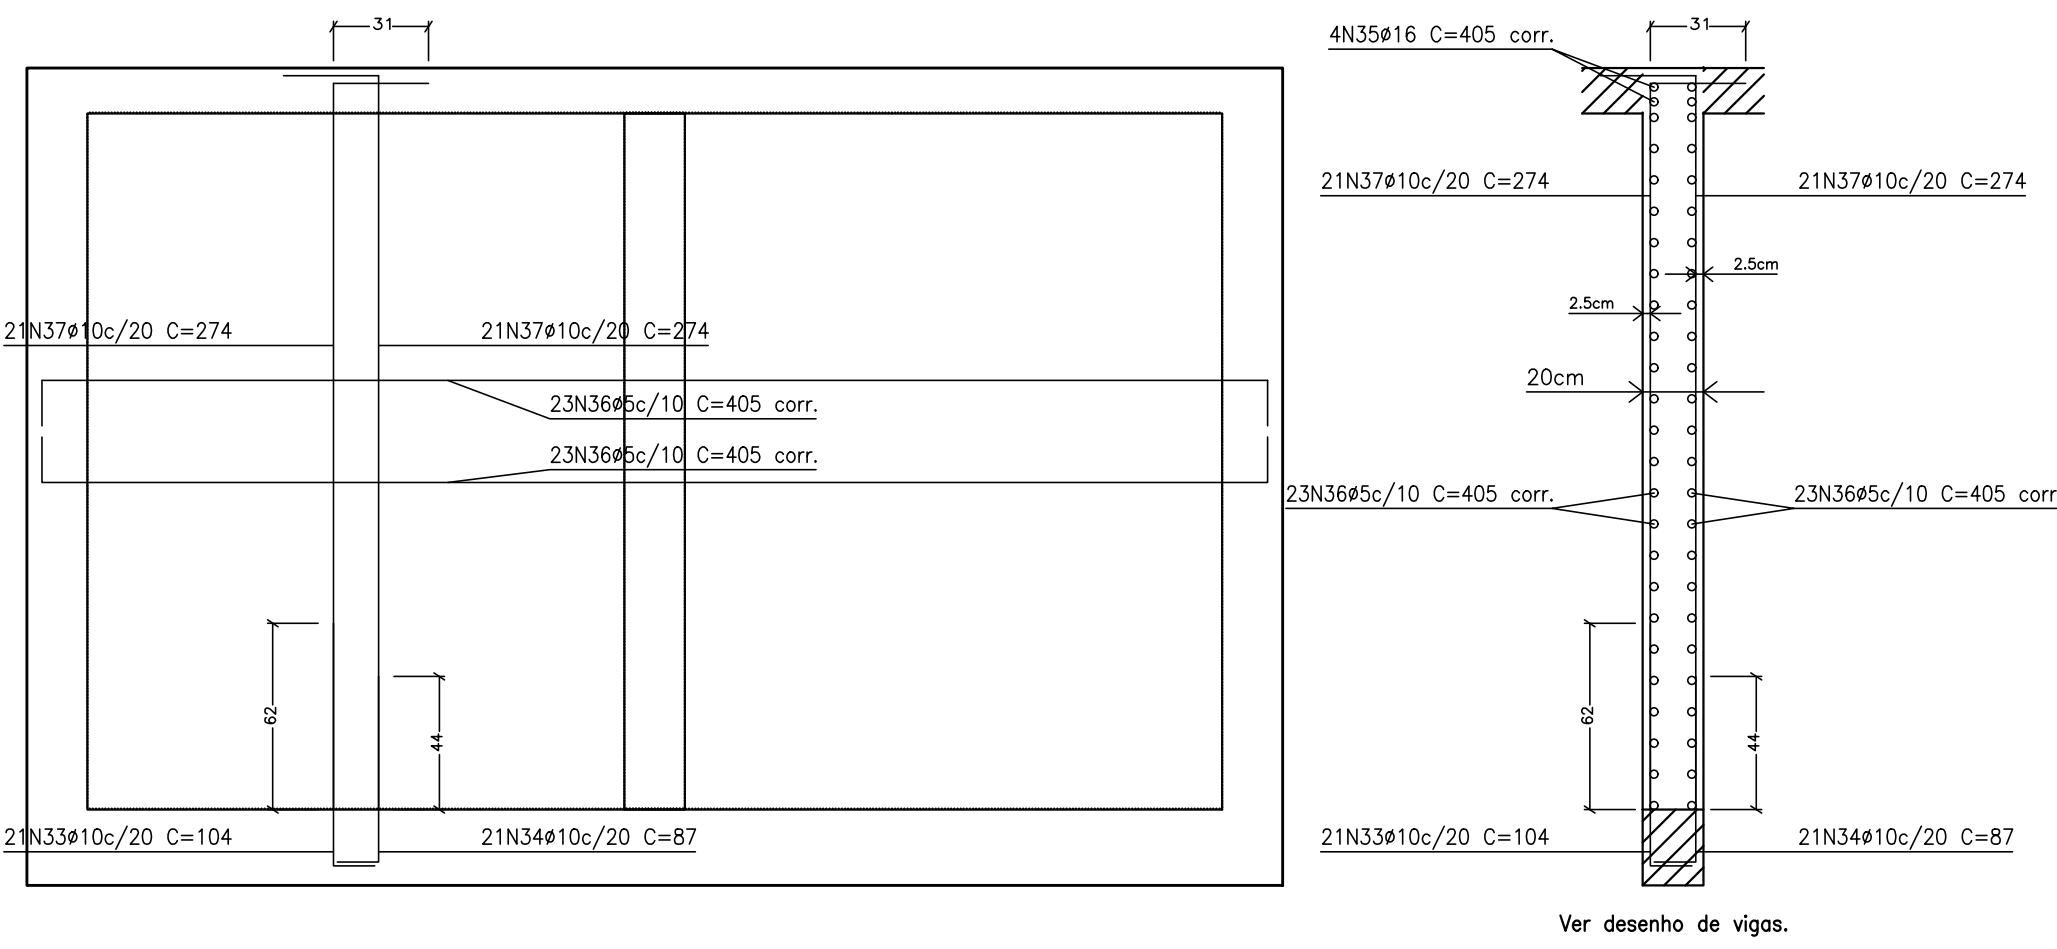 31
31
4N35ø16 C=405 corr.
21N37ø10c/20 C=274
21N37ø10c/20 C=274
2.5cm
2.5cm
21N37ø10c/20 C=274
21N37ø10c/20 C=274
20cm
23N36ø5c/10 C=405 corr.
23N36ø5c/10 C=405 corr.
23N36ø5c/10 C=405 corr.
23N36ø5c/10 C=405 corr
62
44
62
44
21N33ø10c/20 C=104
21N34ø10c/20 C=87
21N33ø10c/20 C=104
21N34ø10c/20 C=87
Ver desenho de vigas.